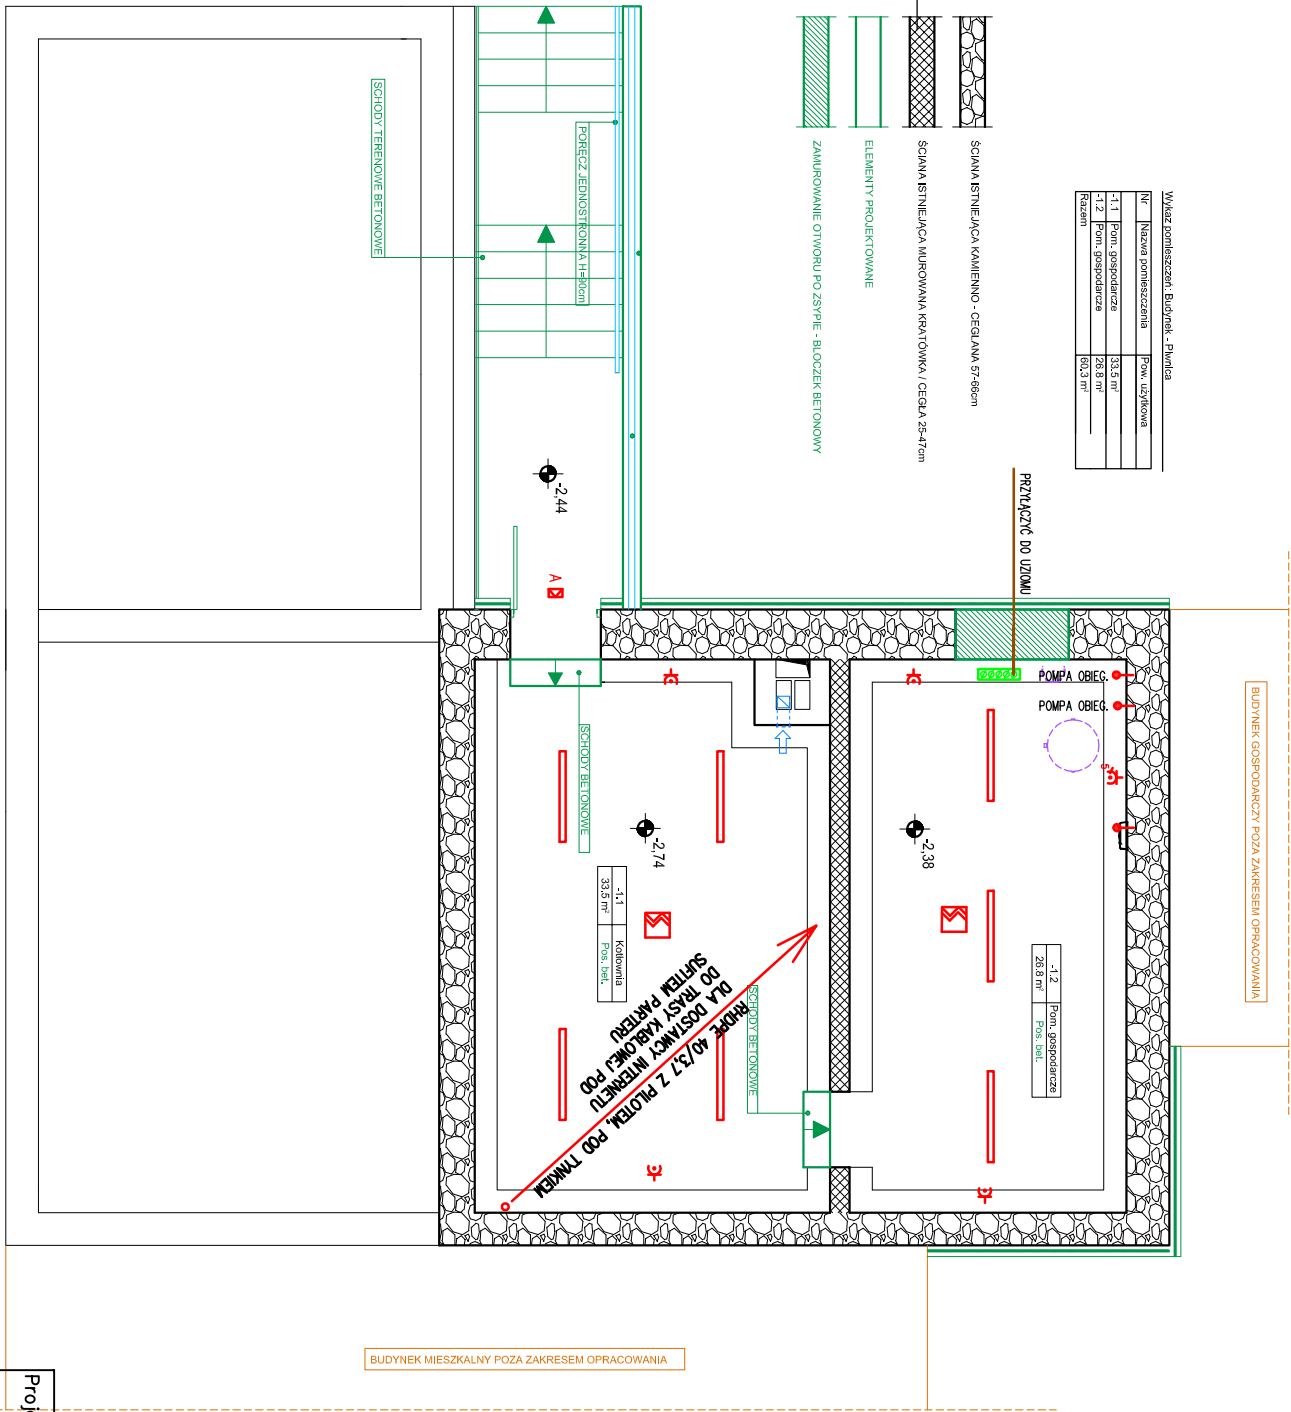 Wykaz pomieszczeń: Budynek - Piwnica
Nr Nazwa pomieszczenia Pow. użytkowa
-1.1 Pom. gospodarcze 33.5 m²
-1.2 Pom. gospodarcze 26.8 m²
Razem 60,3 m²
ŚCIANA ISTNIEJĄCA KAMIENNO - CEGLANA 57-66cm
ŚCIANA ISTNIEJĄCA MUROWANA KRATÓWKA / CEGŁA 25-47cm
ELEMENTY PROJEKTOWANE
ZAMUROWANIE OTWORU PO ZSYPIE - BLOCZEK BETONOWY
PORĘCZ JEDNOSTRONNA H=90cm
SCHODY TERENOWE BETONOWE
-2,44
A
PRZYŁĄCZYĆ DO UZIOMU
POMPA OBIEG.
POMPA OBIEG.
BUDYNEK GOSPODARCZY POZA ZAKRESEM OPRACOWANIA
SCHODY BETONOWE
-2,74
-2,38
-1.1 Kotłownia
33.5 m² Pos. bet.
-1.2 Pom. gospodarcze
26.8 m² Pos. bet.
SCHODY BETONOWE
RHDPE 40/3,7 Z PILOTEM, POD TYNKIEM
DLA DOSTAWCY INTERNETU
DO TRASY KABLOWEJ POD
SUFITEM PARTERU
BUDYNEK MIESZKALNY POZA ZAKRESEM OPRACOWANIA